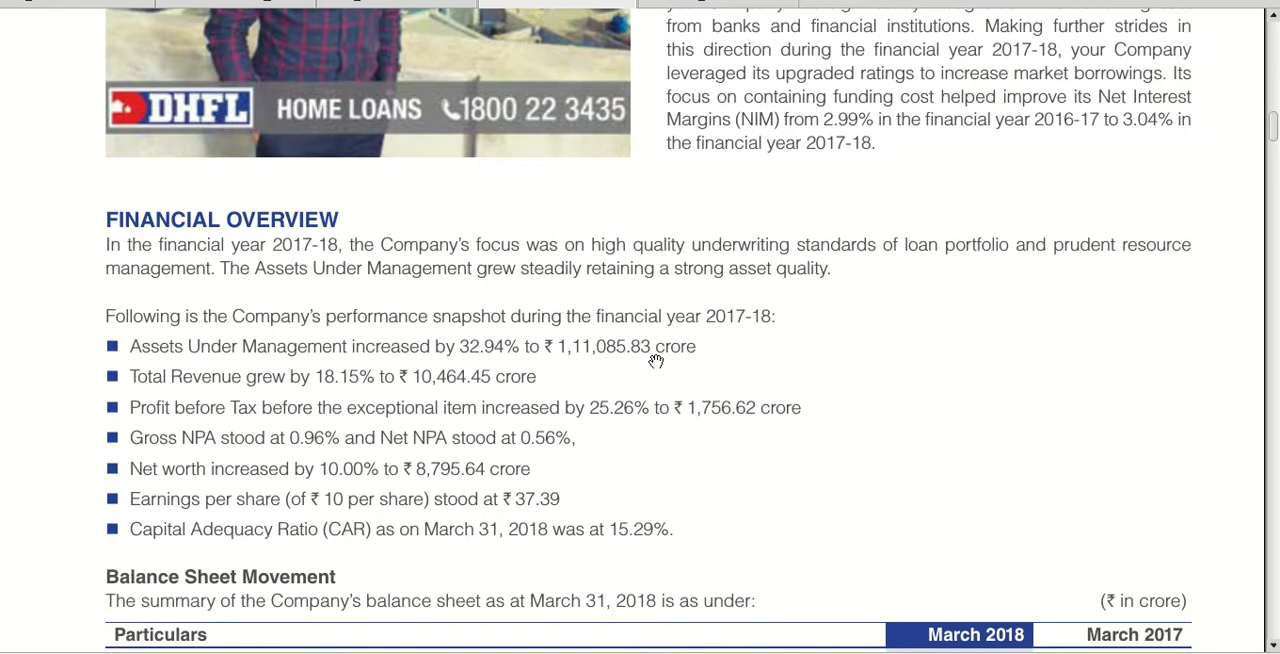 from banks and financial institutions. Making further strides in
this direction during the financial year 2017-18, your Company
leveraged its upgraded ratings to increase market borrowings. Its
focus on containing funding cost helped improve its Net Interest
Margins (NIM) from 2.99% in the financial year 2016-17 to 3.04% in
the financial year 2017-18.
DHFL HOME LOANS 1800 22 3435
FINANCIAL OVERVIEW
In the financial year 2017-18, the Company's focus was on high quality underwriting standards of loan portfolio and prudent resource
management. The Assets Under Management grew steadily retaining a strong asset quality.
Following is the Company's performance snapshot during the financial year 2017-18:
Assets Under Management increased by 32.94% to ₹ 1,11,085.83 crore
Total Revenue grew by 18.15% to ₹ 10,464.45 crore
Profit before Tax before the exceptional item increased by 25.26% to ₹ 1,756.62 crore
Gross NPA stood at 0.96% and Net NPA stood at 0.56%,
Net worth increased by 10.00% to ₹ 8,795.64 crore
Earnings per share (of ₹ 10 per share) stood at ₹ 37.39
Capital Adequacy Ratio (CAR) as on March 31, 2018 was at 15.29%.
Balance Sheet Movement
The summary of the Company's balance sheet as at March 31, 2018 is as under: (₹ in crore)
Particulars March 2018 March 2017